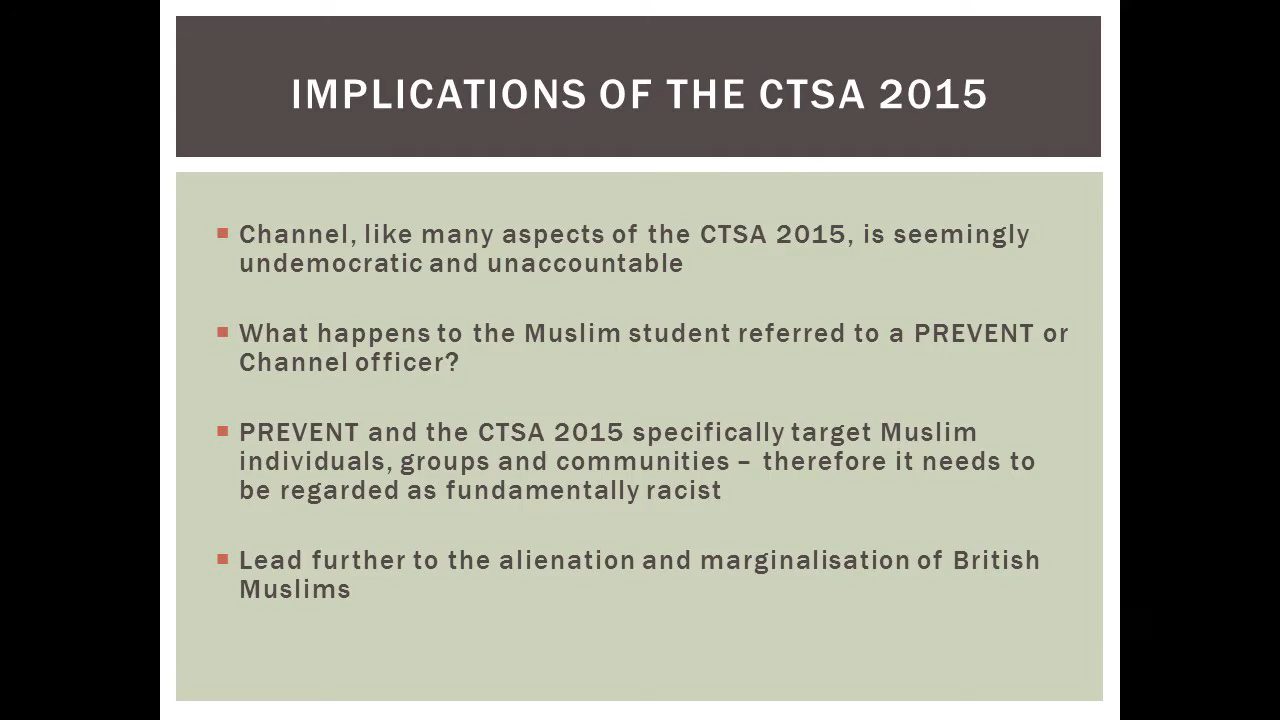 IMPLICATIONS OF THE CTSA 2015
Channel, like many aspects of the CTSA 2015, is seemingly
undemocratic and unaccountable
What happens to the Muslim student referred to a PREVENT or
Channel officer?
PREVENT and the CTSA 2015 specifically target Muslim
individuals, groups and communities – therefore it needs to
be regarded as fundamentally racist
Lead further to the alienation and marginalisation of British
Muslims